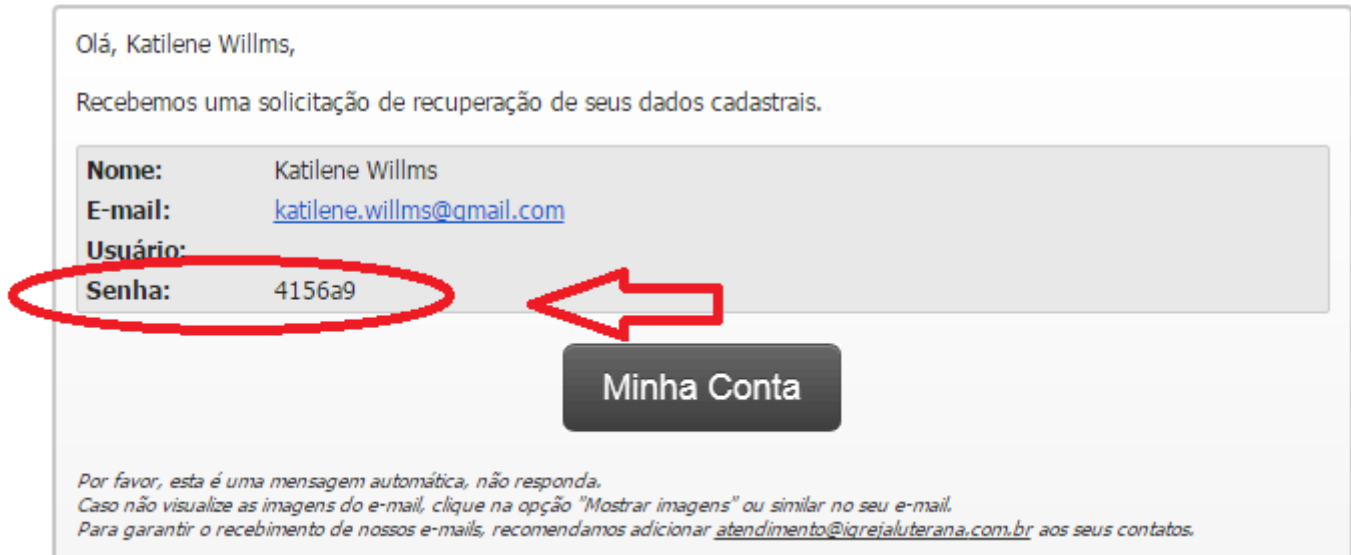 Olá, Katilene Willms,
Recebemos uma solicitação de recuperação de seus dados cadastrais.
Nome: Katilene Willms
E-mail: katilene.willms@gmail.com
Usuário:
Senha: 4156a9
Minha Conta
Por favor, esta é uma mensagem automática, não responda.
Caso não visualize as imagens do e-mail, clique na opção "Mostrar imagens" ou similar no seu e-mail.
Para garantir o recebimento de nossos e-mails, recomendamos adicionar atendimento@igrejaluterana.com.br aos seus contatos.